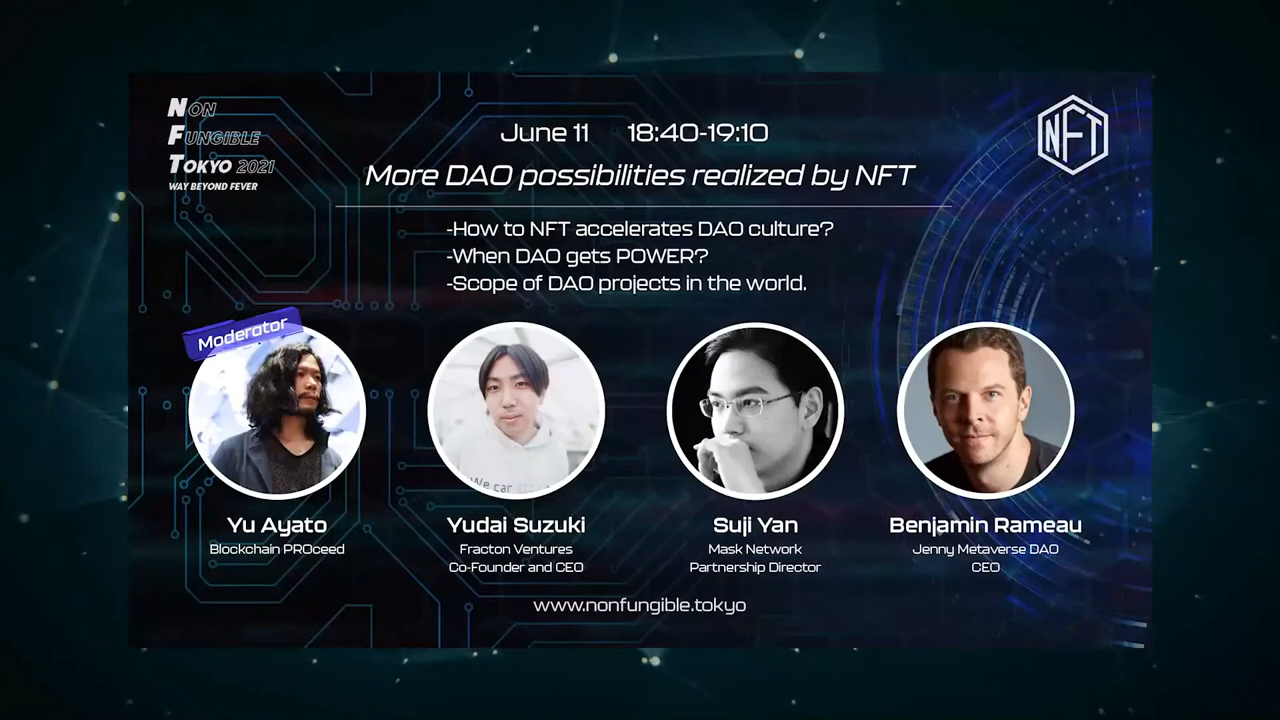 NON
FUNGIBLE
TOKYO 2021
WAY BEYOND FEVER
NFT
June 11 18:40-19:10
More DAO possibilities realized by NFT
-How to NFT accelerates DAO culture?
-When DAO gets POWER?
-Scope of DAO projects in the world.
Moderator
We car
Yu Ayato
Blockchain PROceed
Yudai Suzuki
Fracton Ventures
Co-Founder and CEO
Suji Yan
Mask Network
Partnership Director
Benjamin Rameau
Jenny Metaverse DAO
CEO
www.nonfungible.tokyo